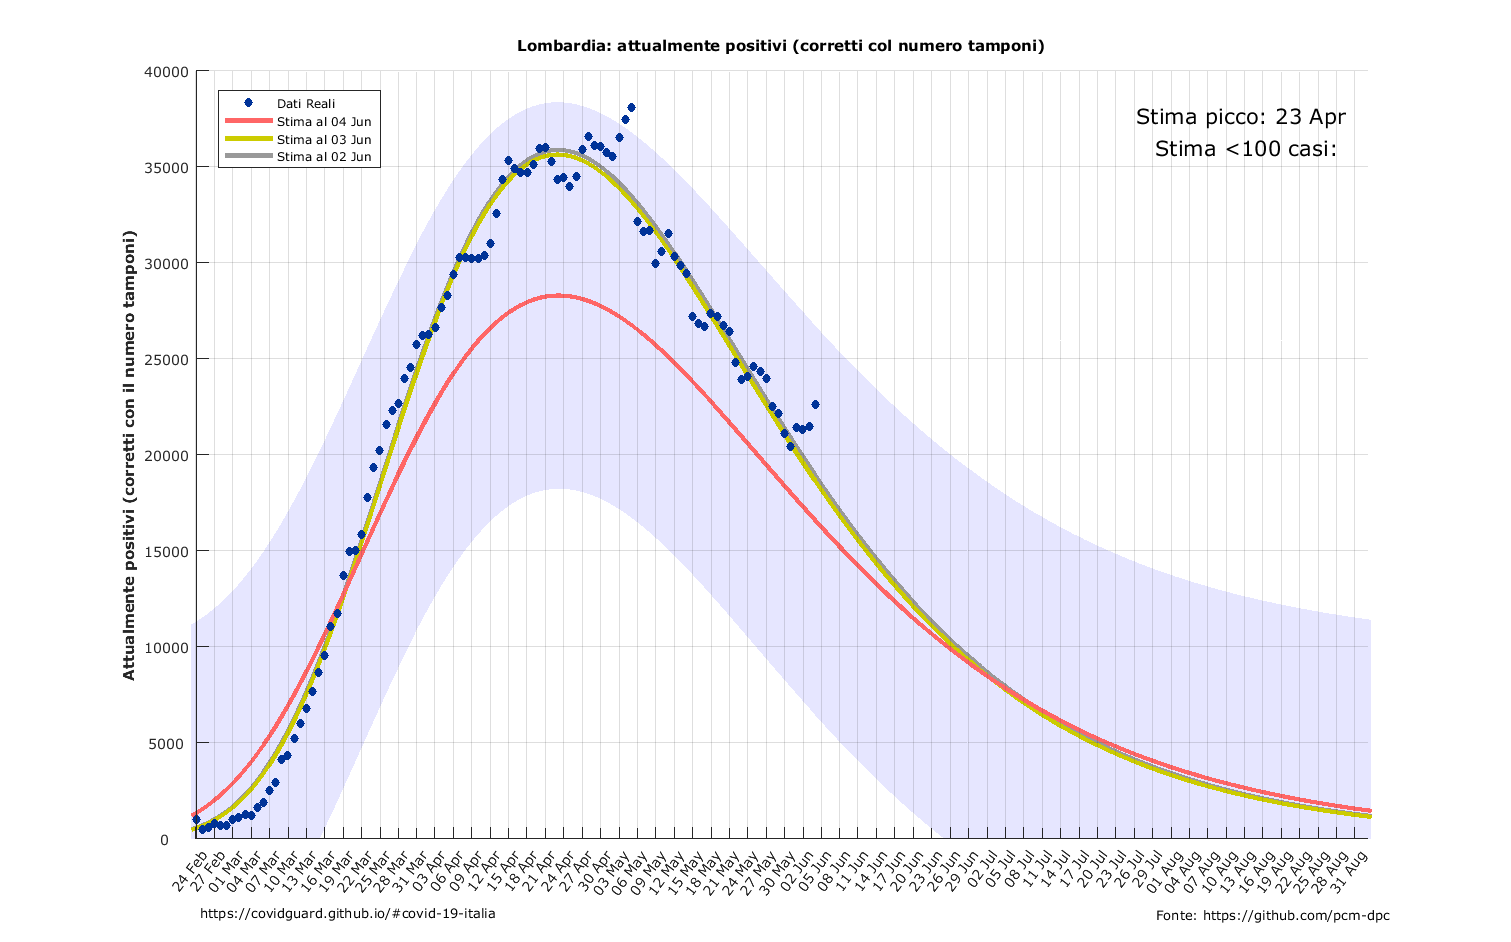 Lombardia: attualmente positivi (corretti col numero tamponi)
Dati Reali
Stima al 04 Jun
Stima al 03 Jun
Stima al 02 Jun
Stima picco: 23 Apr
Stima <100 casi:
Attualmente positivi (corretti con il numero tamponi)
40000
35000
30000
25000
20000
15000
10000
5000
0
24 Feb
27 Feb
01 Mar
04 Mar
07 Mar
10 Mar
13 Mar
16 Mar
19 Mar
22 Mar
25 Mar
28 Mar
31 Mar
03 Apr
06 Apr
09 Apr
12 Apr
15 Apr
18 Apr
21 Apr
24 Apr
27 Apr
30 Apr
03 May
06 May
09 May
12 May
15 May
18 May
21 May
24 May
27 May
30 May
02 Jun
05 Jun
08 Jun
11 Jun
14 Jun
17 Jun
20 Jun
23 Jun
26 Jun
29 Jun
02 Jul
05 Jul
08 Jul
11 Jul
14 Jul
17 Jul
20 Jul
23 Jul
26 Jul
29 Jul
01 Aug
04 Aug
07 Aug
10 Aug
13 Aug
16 Aug
19 Aug
22 Aug
25 Aug
28 Aug
31 Aug
https://covidguard.github.io/#covid-19-italia
Fonte: https://github.com/pcm-dpc